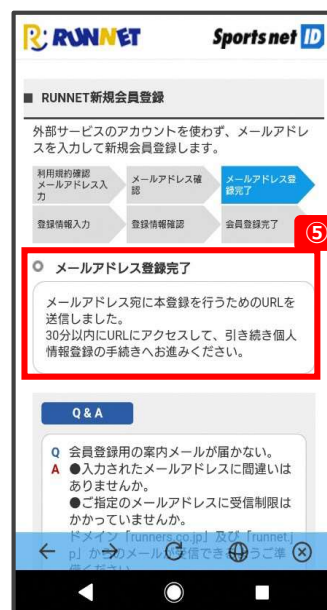 RUNNET
Sports net ID
RUNNET新規会員登録
外部サービスのアカウントを使わず、メールアドレ
スを入力して新規会員登録します。
利用規約確認
メールアドレス入
力
メールアドレス確
認
メールアドレス登
録完了
登録情報入力
登録情報確認
会員登録完了
⑤
メールアドレス登録完了
メールアドレス宛に本登録を行うためのURLを
送信しました。
30分以内にURLにアクセスして、引き続き個人
情報登録の手続きへお進みください。
Q & A
Q 会員登録用の案内メールが届かない。
A ●入力されたメールアドレスに間違いは
ありませんか。
●ご指定のメールアドレスに受信制限は
かかっていませんか。
ドメイン「runners.co.jp」及び「runnet.j
p」か のメールが受信でき うご準